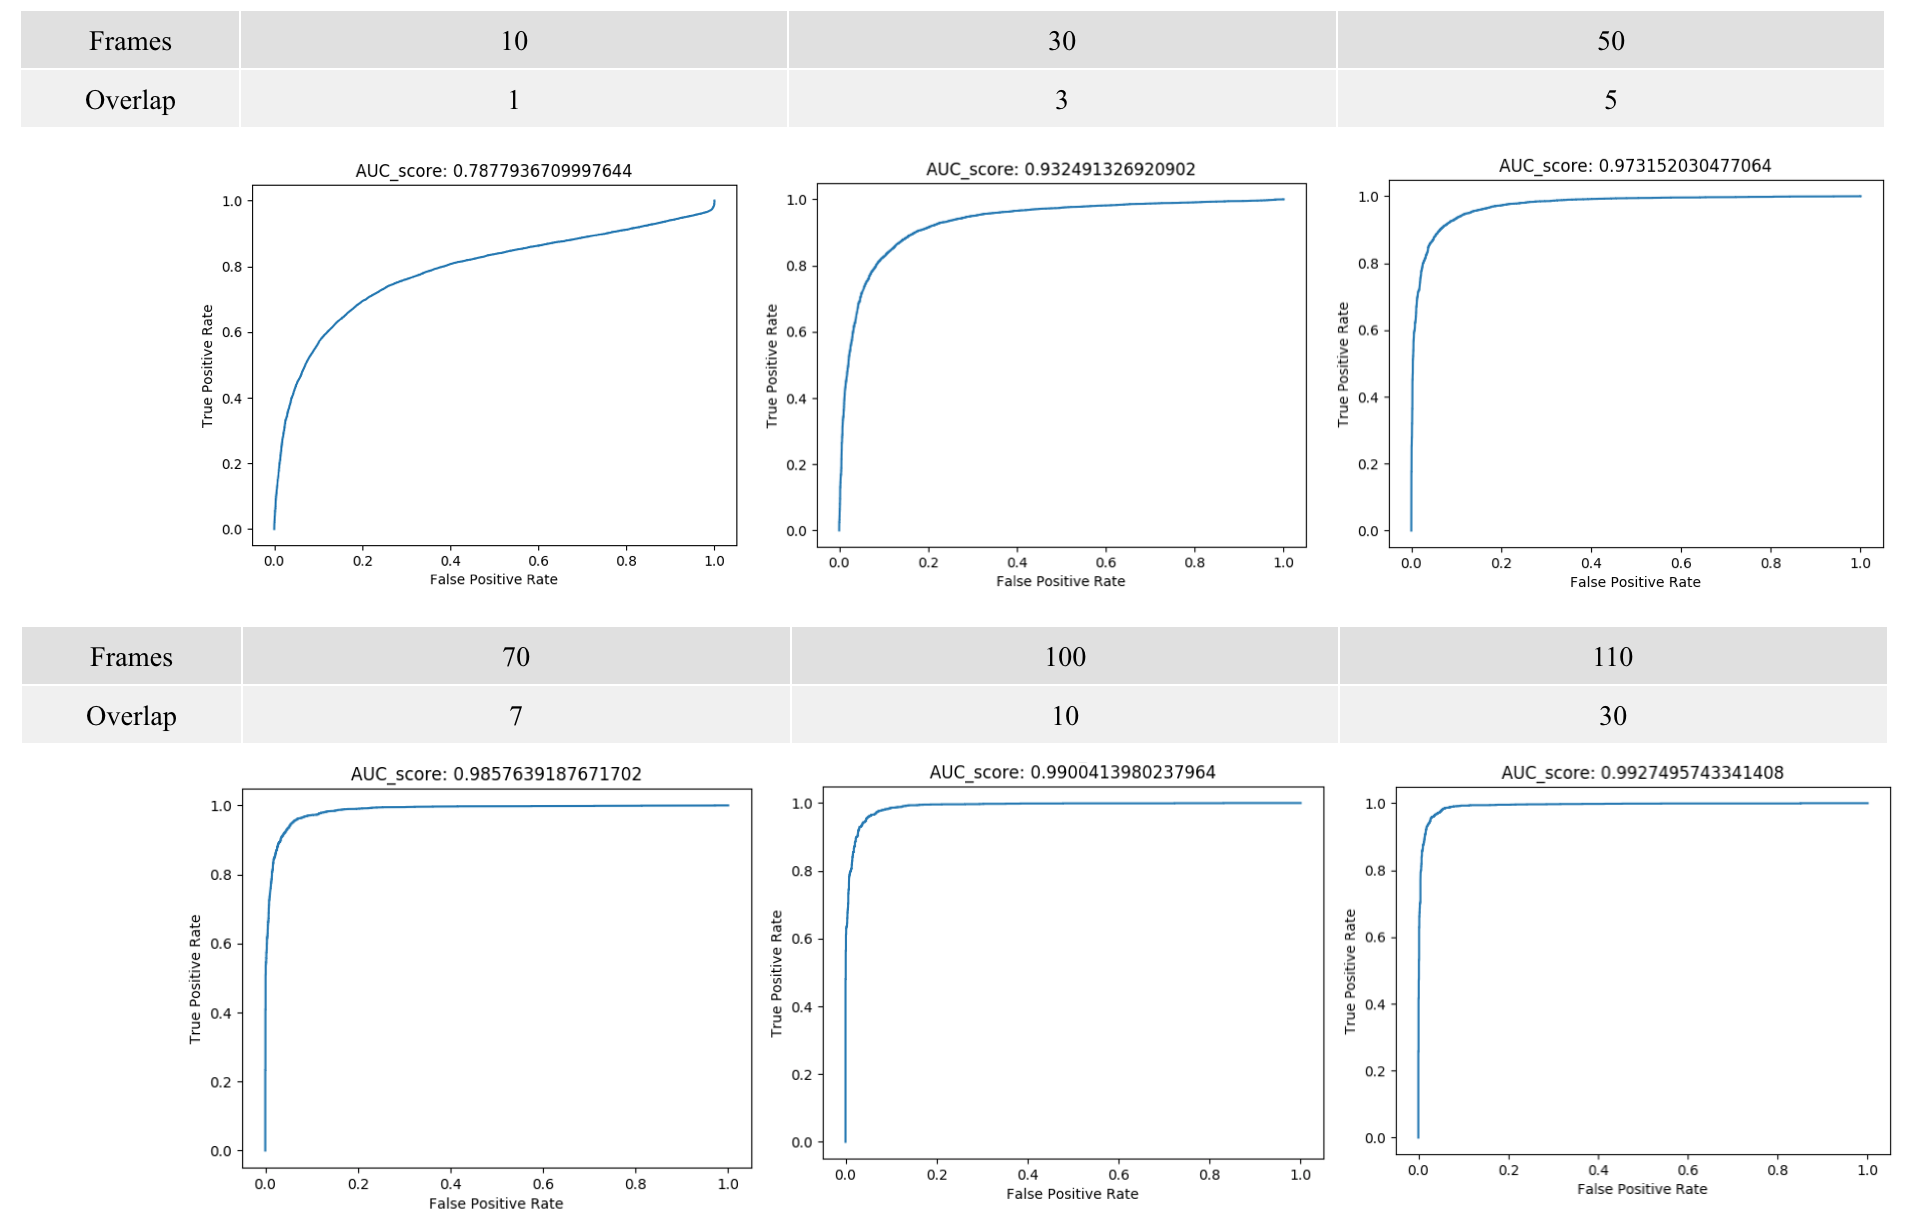 Frames 10 30 50
Overlap 1 3 5
AUC_score: 0.7877936709997644
1.0
0.8
0.6
0.4
0.2
0.0
True Positive Rate
0.0 0.2 0.4 0.6 0.8 1.0
False Positive Rate
AUC_score: 0.932491326920902
1.0
0.8
0.6
0.4
0.2
0.0
True Positive Rate
0.0 0.2 0.4 0.6 0.8 1.0
False Positive Rate
AUC_score: 0.973152030477064
1.0
0.8
0.6
0.4
0.2
0.0
True Positive Rate
0.0 0.2 0.4 0.6 0.8 1.0
False Positive Rate
Frames 70 100 110
Overlap 7 10 30
AUC_score: 0.9857639187671702
1.0
0.8
0.6
0.4
0.2
0.0
True Positive Rate
0.0 0.2 0.4 0.6 0.8 1.0
False Positive Rate
AUC_score: 0.9900413980237964
1.0
0.8
0.6
0.4
0.2
0.0
True Positive Rate
0.0 0.2 0.4 0.6 0.8 1.0
False Positive Rate
AUC_score: 0.9927495743341408
1.0
0.8
0.6
0.4
0.2
0.0
True Positive Rate
0.0 0.2 0.4 0.6 0.8 1.0
False Positive Rate